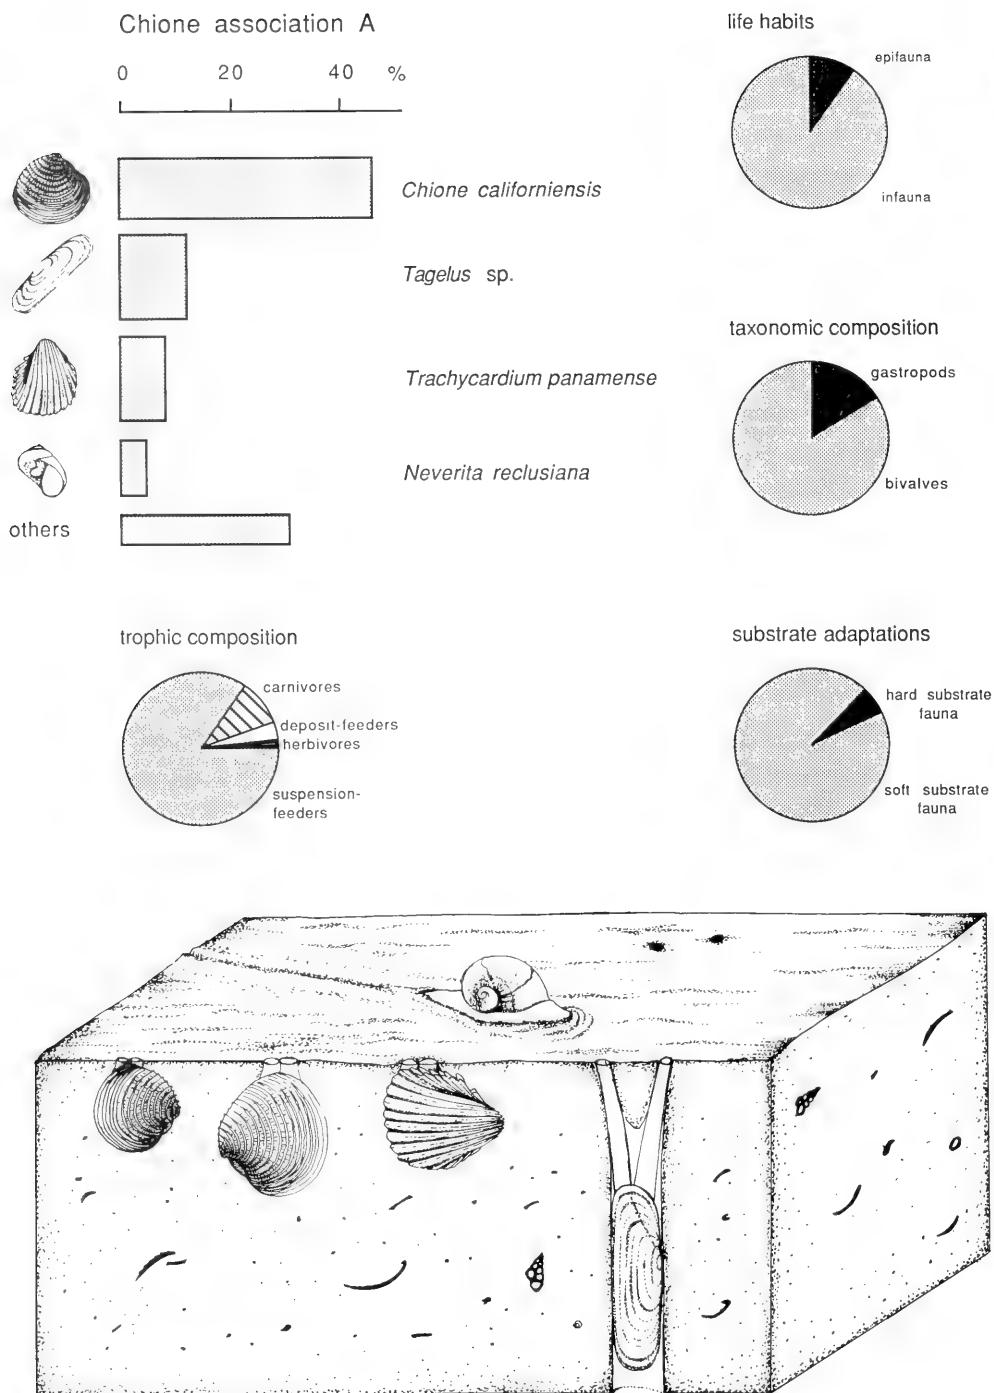 Chione association A
0 20 40 %
Chione californiensis
Tagelus sp.
Trachycardium panamense
Neverita reclusiana
others
life habits
epifauna
infauna
taxonomic composition
gastropods
bivalves
trophic composition
carnivores
deposit-feeders
herbivores
suspension-
feeders
substrate adaptations
hard substrate
fauna
soft substrate
fauna